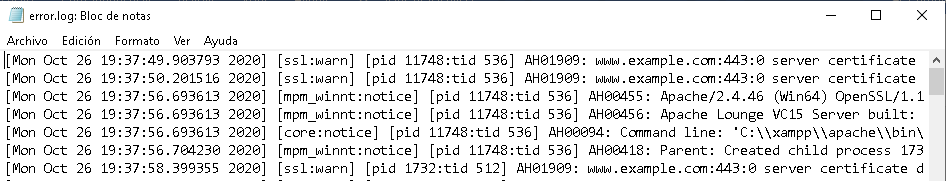 error.log: Bloc de notas
Archivo Edición Formato Ver Ayuda
[Mon Oct 26 19:37:49.903793 2020] [ssl:warn] [pid 11748:tid 536] AH01909: www.example.com:443:0 server certificate
[Mon Oct 26 19:37:50.201516 2020] [ssl:warn] [pid 11748:tid 536] AH01909: www.example.com:443:0 server certificate
[Mon Oct 26 19:37:56.693613 2020] [mpm_winnt:notice] [pid 11748:tid 536] AH00455: Apache/2.4.46 (Win64) OpenSSL/1.1
[Mon Oct 26 19:37:56.693613 2020] [mpm_winnt:notice] [pid 11748:tid 536] AH00456: Apache Lounge VC15 Server built:
[Mon Oct 26 19:37:56.693613 2020] [core:notice] [pid 11748:tid 536] AH00094: Command line: 'C:\\xampp\\apache\\bin\
[Mon Oct 26 19:37:56.704230 2020] [mpm_winnt:notice] [pid 11748:tid 536] AH00418: Parent: Created child process 173
[Mon Oct 26 19:37:58.399355 2020] [ssl:warn] [pid 1732:tid 512] AH01909: www.example.com:443:0 server certificate d